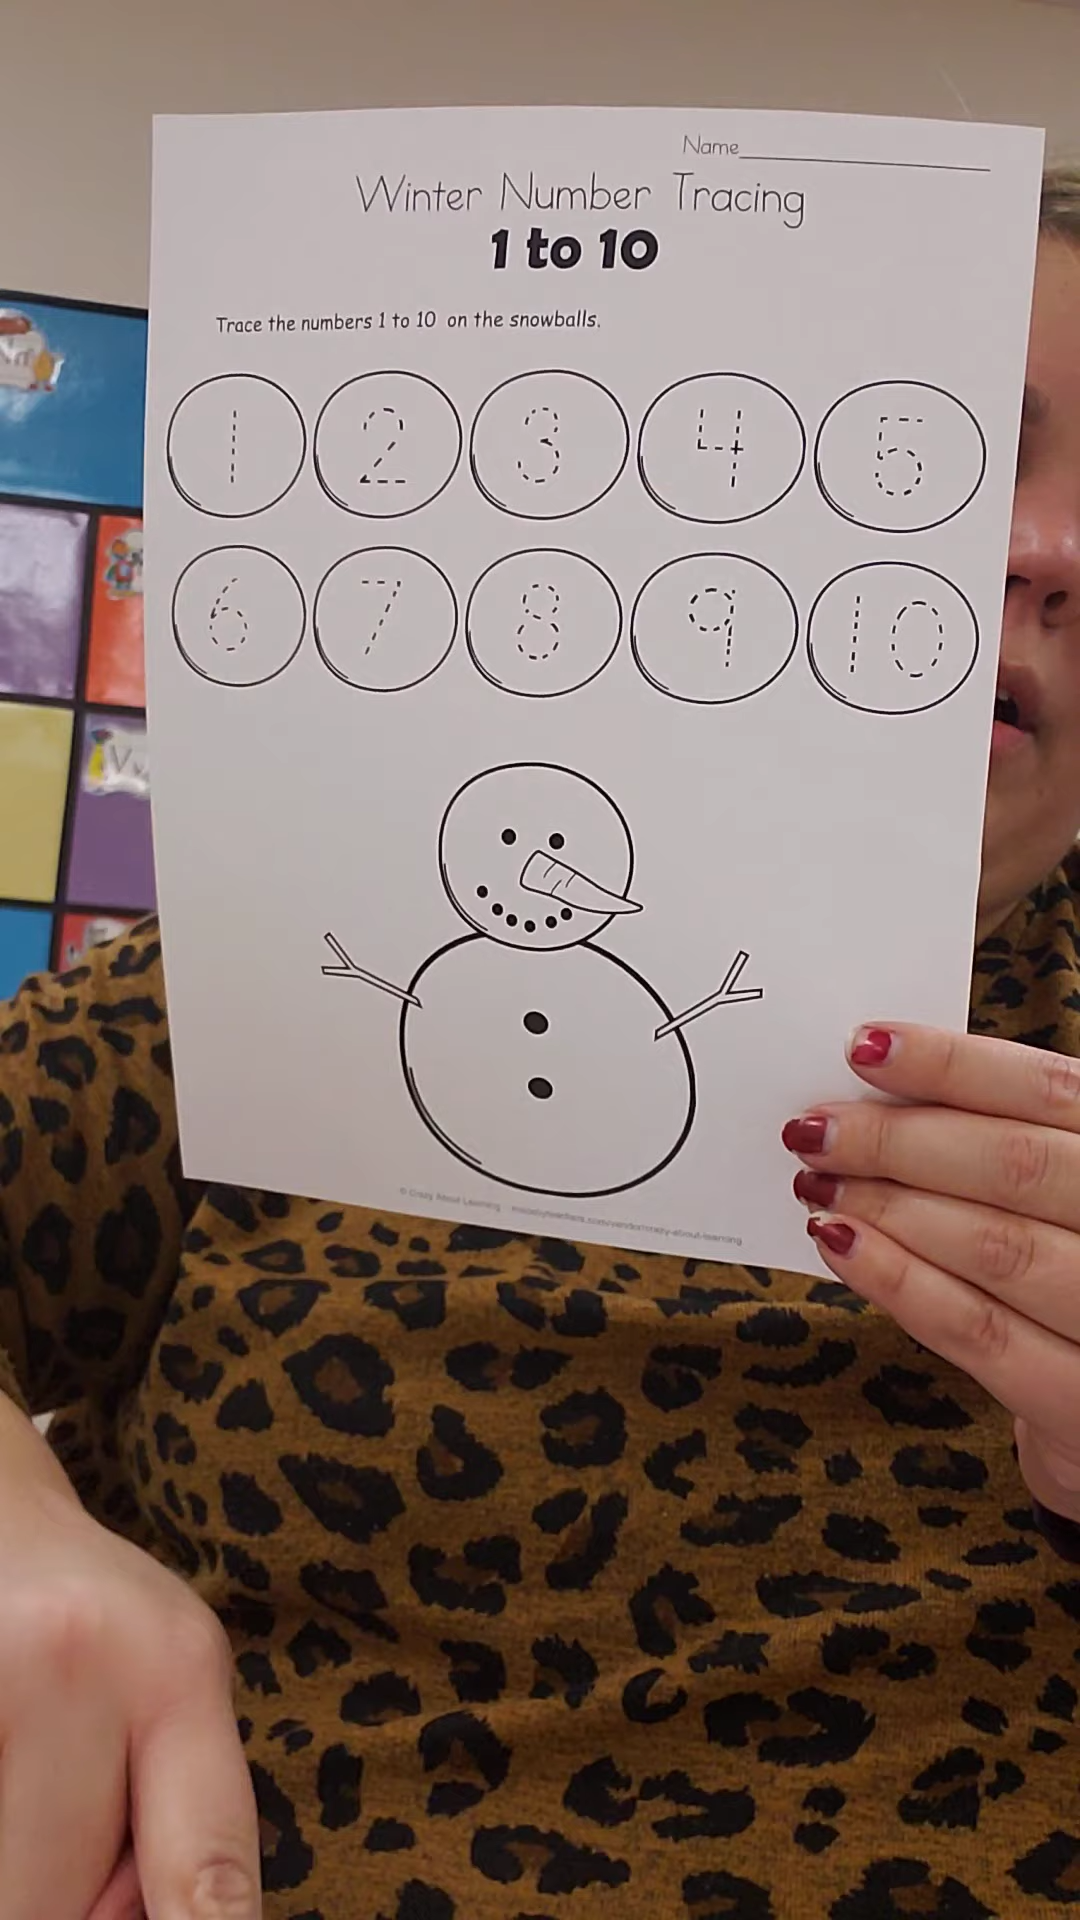 Name
Winter Number Tracing
1 to 10
Trace the numbers 1 to 10 on the snowballs.
1 2 3 4 5
6 7 8 9 10
Vv
© Crazy About Learning